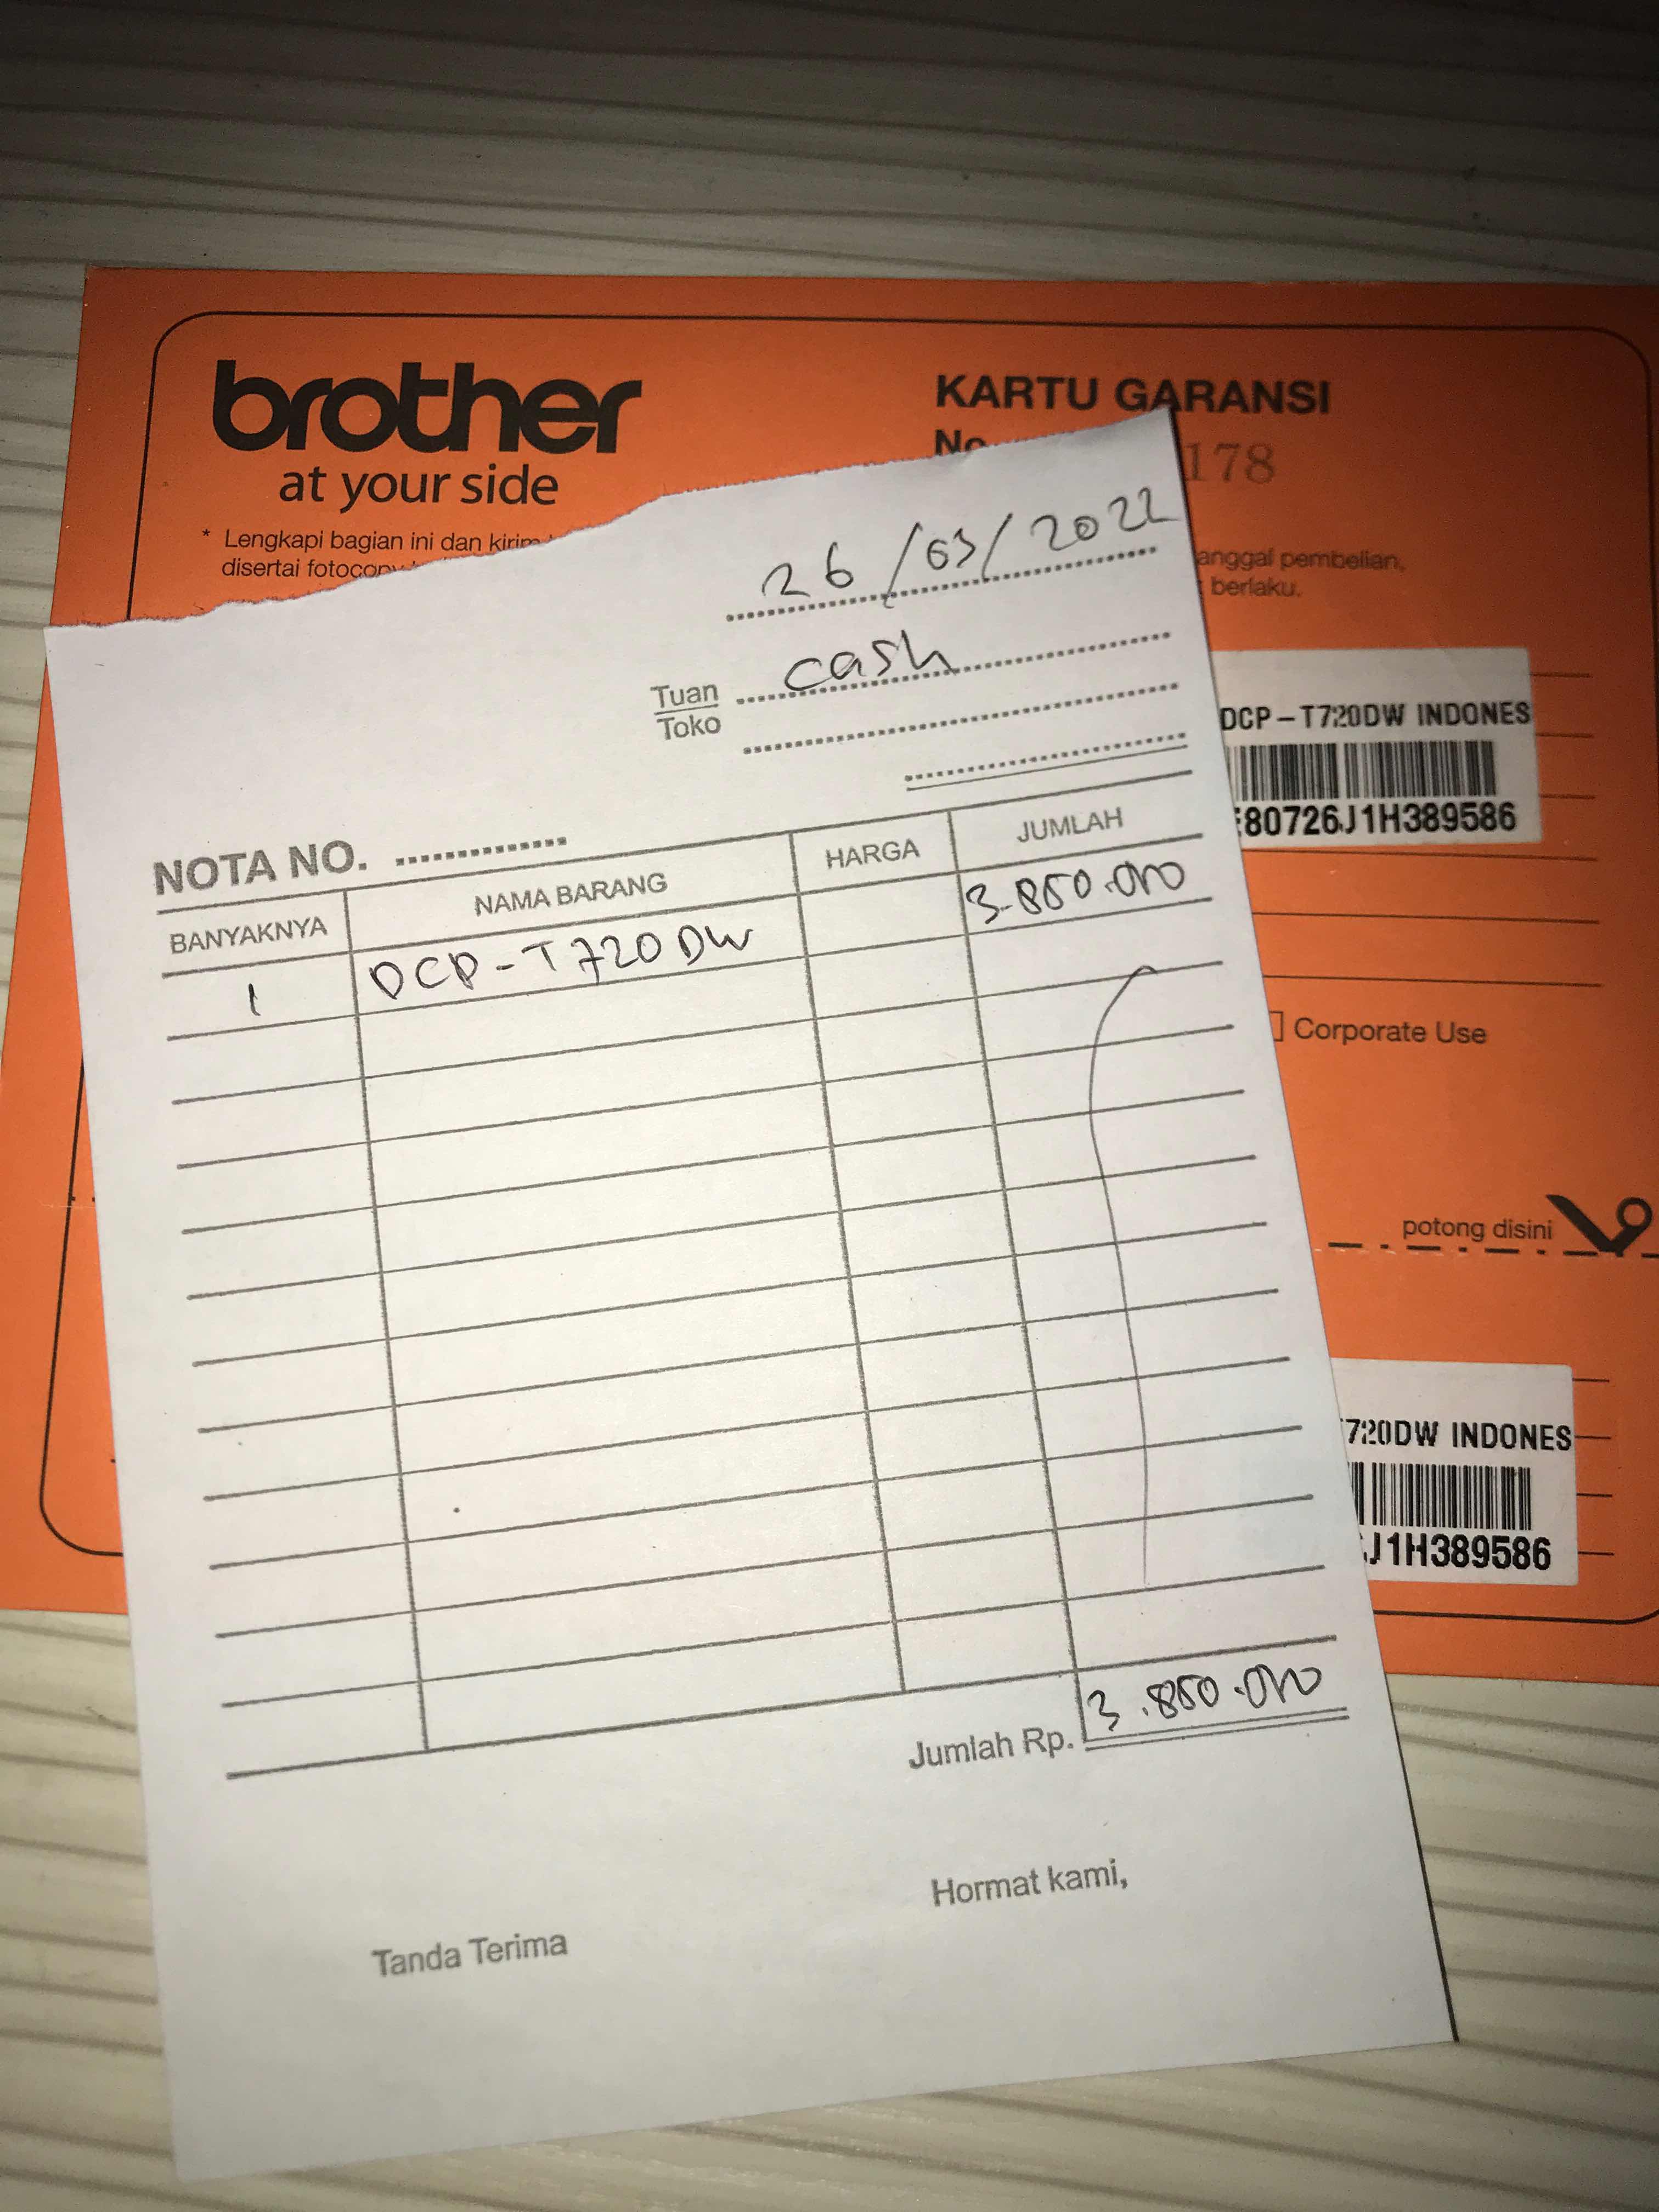 brother
at your side
KARTU GARANSI
No
178
* Lengkapi bagian ini dan kirim
disertai fotocopy
anggal pembelian,
berlaku.
26/03/2022
Tuan cash
Toko
DCP-T720DW INDONES
E80726J1H389586
NOTA NO.
BANYAKNYA NAMA BARANG HARGA JUMLAH
1 DCP-T720DW 3.850.000
Corporate Use
potong disini
720DW INDONES
J1H389586
Jumlah Rp. 3.850.000
Tanda Terima Hormat kami,